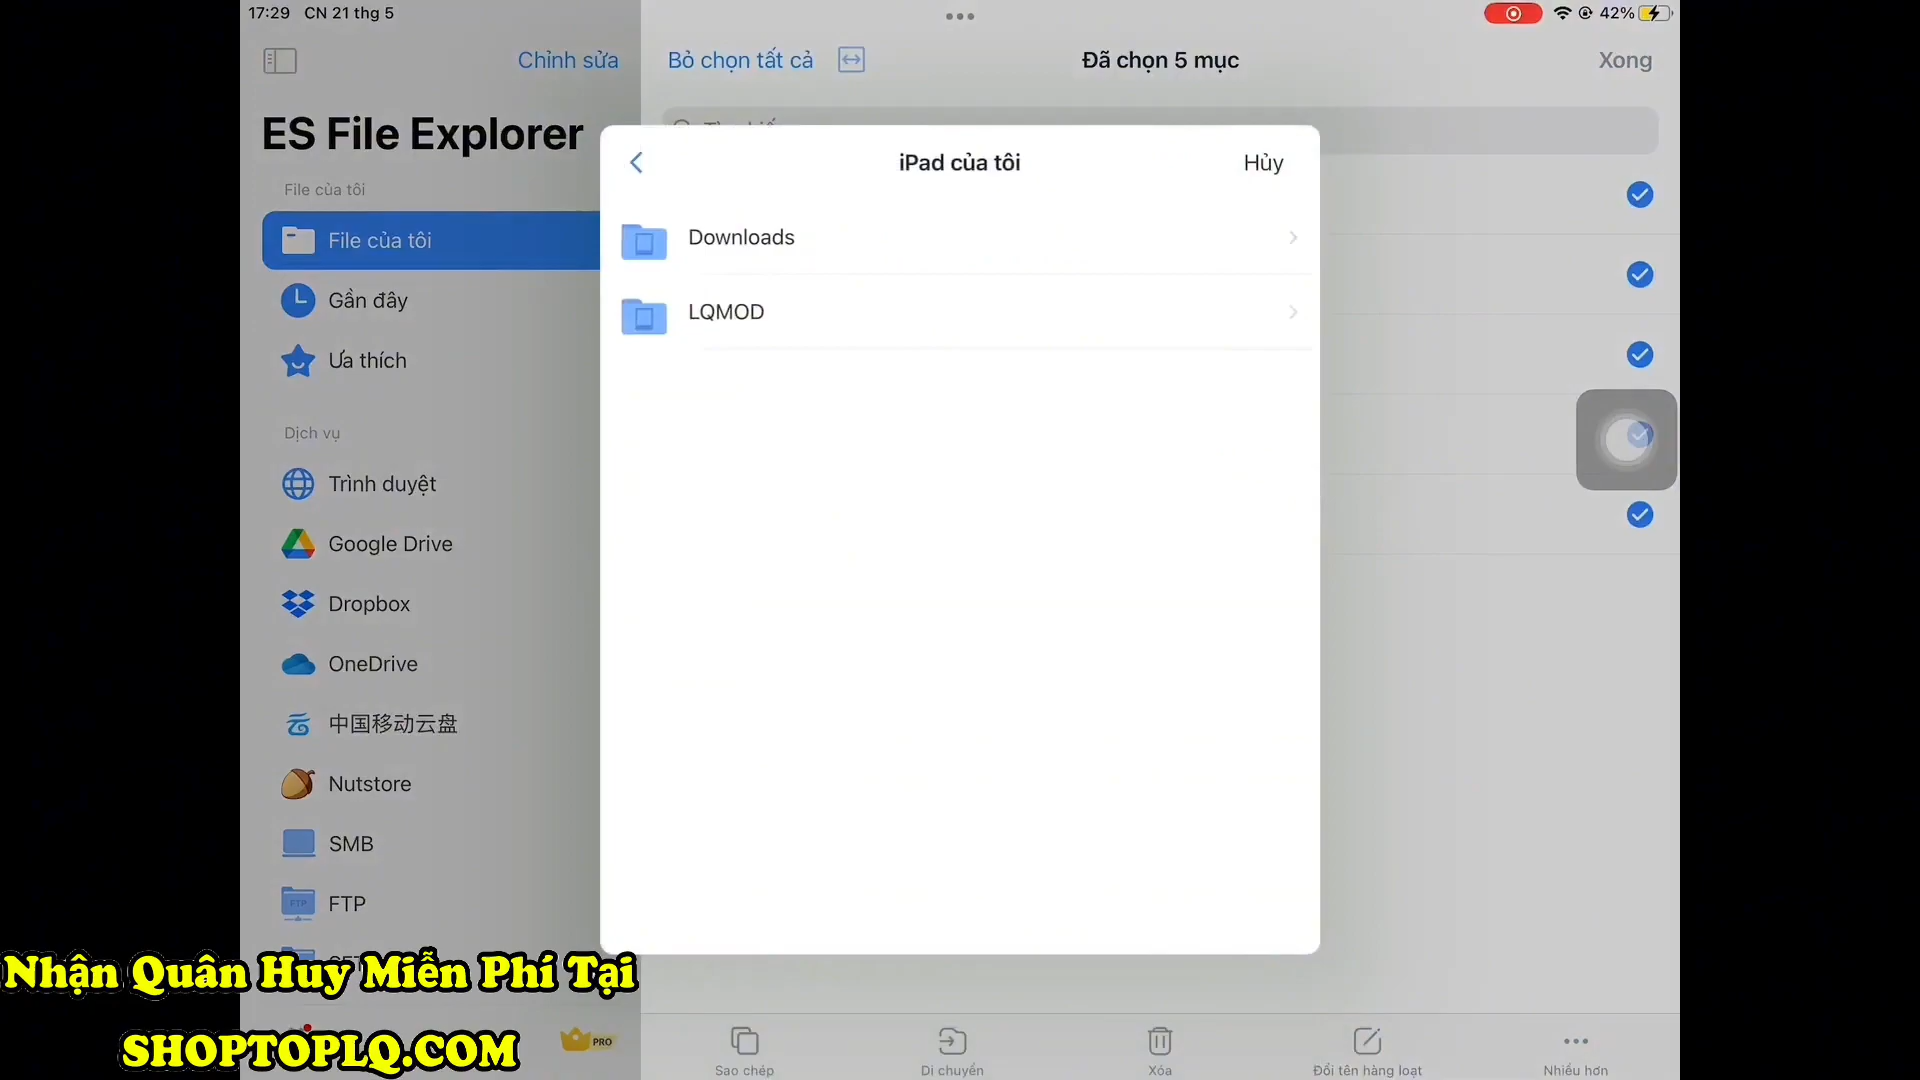 17:29 CN 21 thg 5
42%
Chỉnh sửa
Bỏ chọn tất cả
Đã chọn 5 mục
Xong
ES File Explorer
File của tôi
File của tôi
Gần đây
Ưa thích
Dịch vụ
Trình duyệt
Google Drive
Dropbox
OneDrive
中国移动云盘
Nutstore
SMB
FTP
FTP
PRO
iPad của tôi
Hủy
Downloads
LQMOD
Sao chép
Di chuyển
Xóa
Đổi tên hàng loạt
Nhiều hơn
Nhận Quân Huy Miễn Phí Tại
SHOPTOPLQ.COM